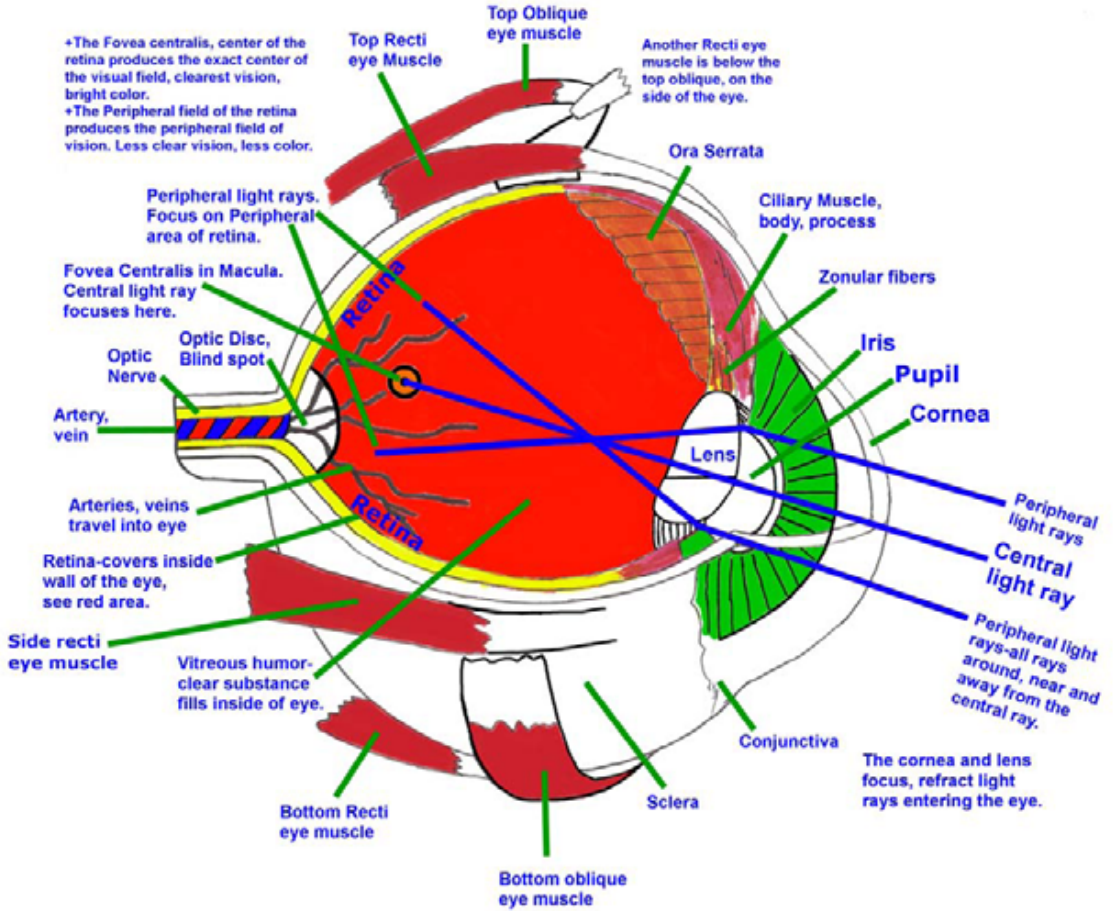 +The Fovea centralis, center of the
retina produces the exact center of
the visual field, clearest vision,
bright color.
+The Peripheral field of the retina
produces the peripheral field of
vision. Less clear vision, less color.
Top Recti
eye Muscle
Top Oblique
eye muscle
Another Recti eye
muscle is below the
top oblique, on the
side of the eye.
Ora Serrata
Peripheral light rays.
Focus on Peripheral
area of retina.
Ciliary Muscle,
body, process
Fovea Centralis in Macula.
Central light ray
focuses here.
Retina
Zonular fibers
Optic Disc,
Blind spot
Optic
Nerve
Iris
Pupil
Cornea
Artery,
vein
Lens
Arteries, veins
travel into eye
Retina
Peripheral
light rays
Central
light ray
Retina-covers inside
wall of the eye,
see red area.
Side recti
eye muscle
Vitreous humor-
clear substance
fills inside of eye.
Peripheral light
rays-all rays
around, near and
away from the
central ray.
Conjunctiva
The cornea and lens
focus, refract light
rays entering the eye.
Sclera
Bottom Recti
eye muscle
Bottom oblique
eye muscle